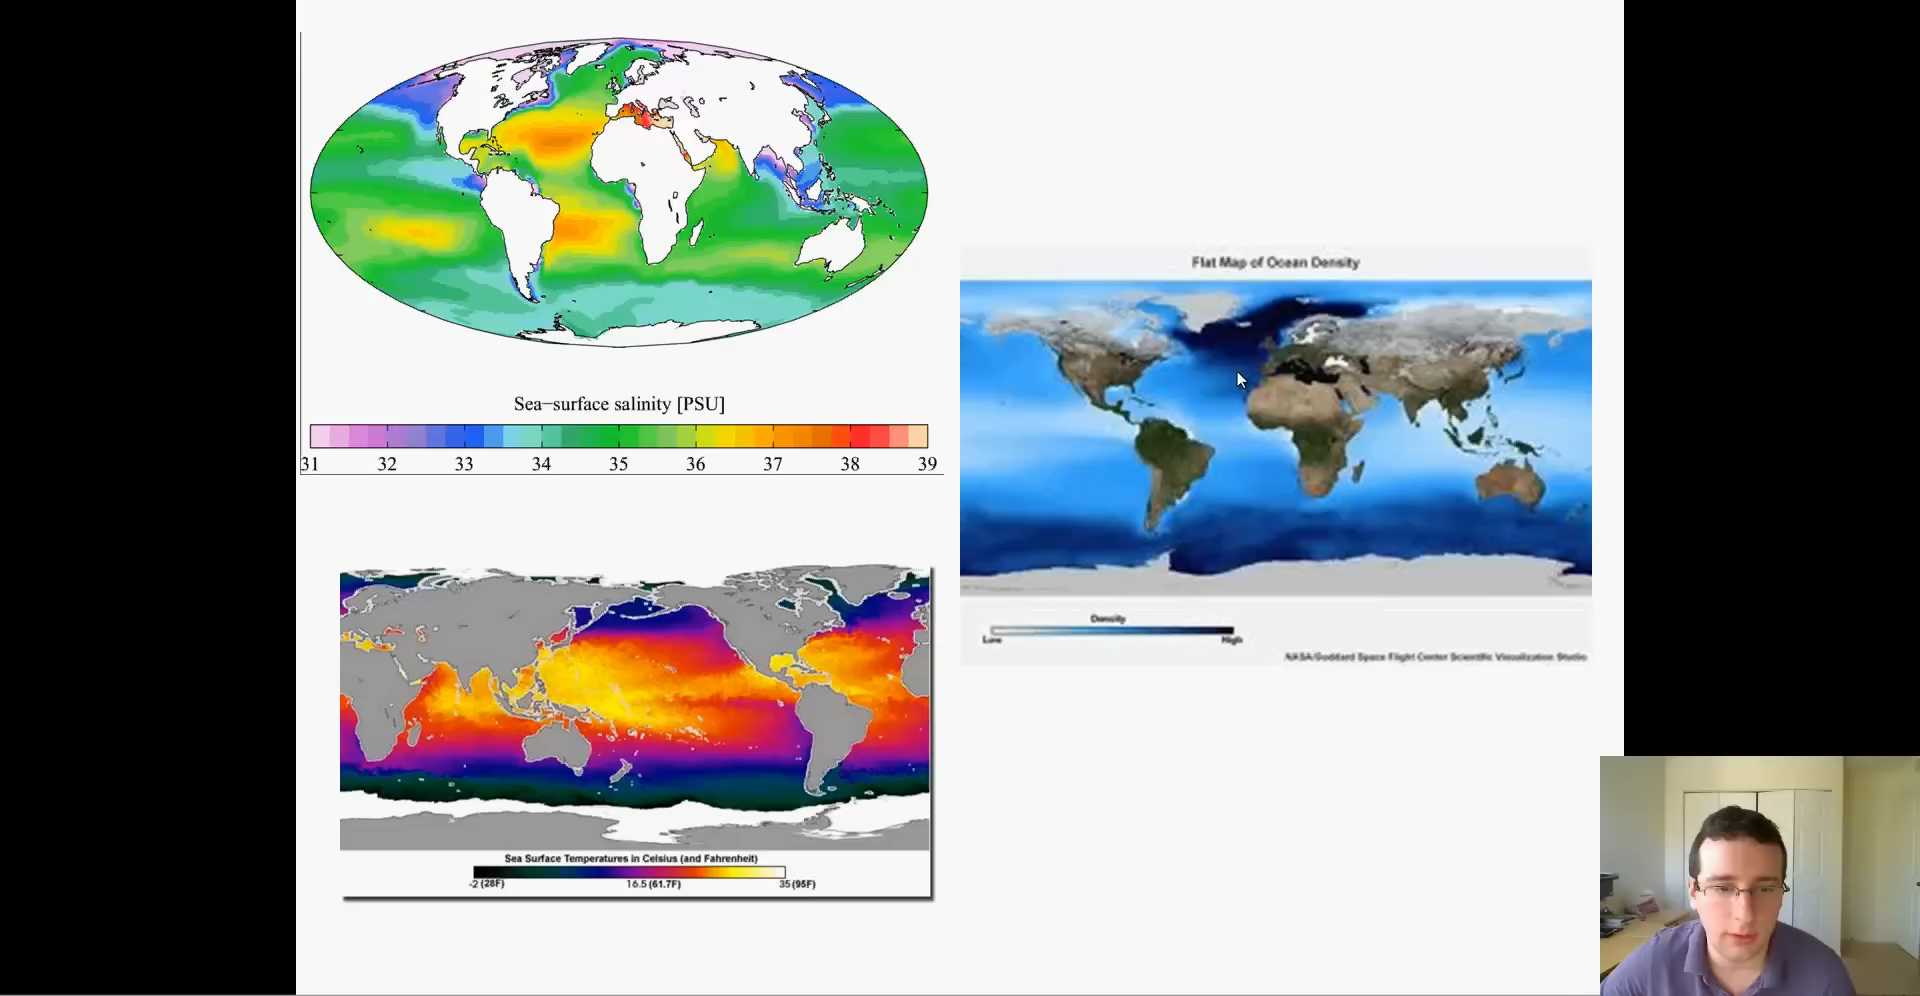 Sea−surface salinity [PSU]
31 32 33 34 35 36 37 38 39
Flat Map of Ocean Density
Density
Low High
NASA/Goddard Space Flight Center Scientific Visualization Studio
Sea Surface Temperatures in Celsius (and Fahrenheit)
-2 (28F) 16.5 (61.7F) 35 (95F)